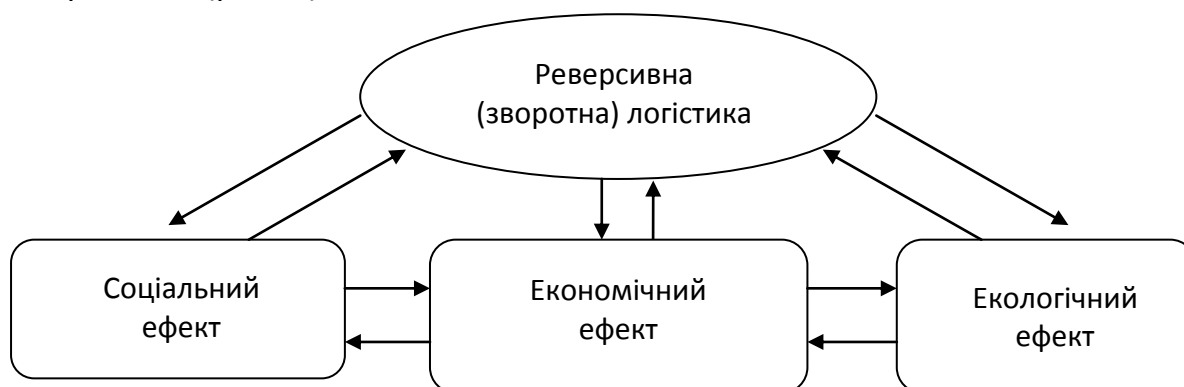 Реверсивна
(зворотна) логістика
Соціальний
ефект
Економічний
ефект
Екологічний
ефект